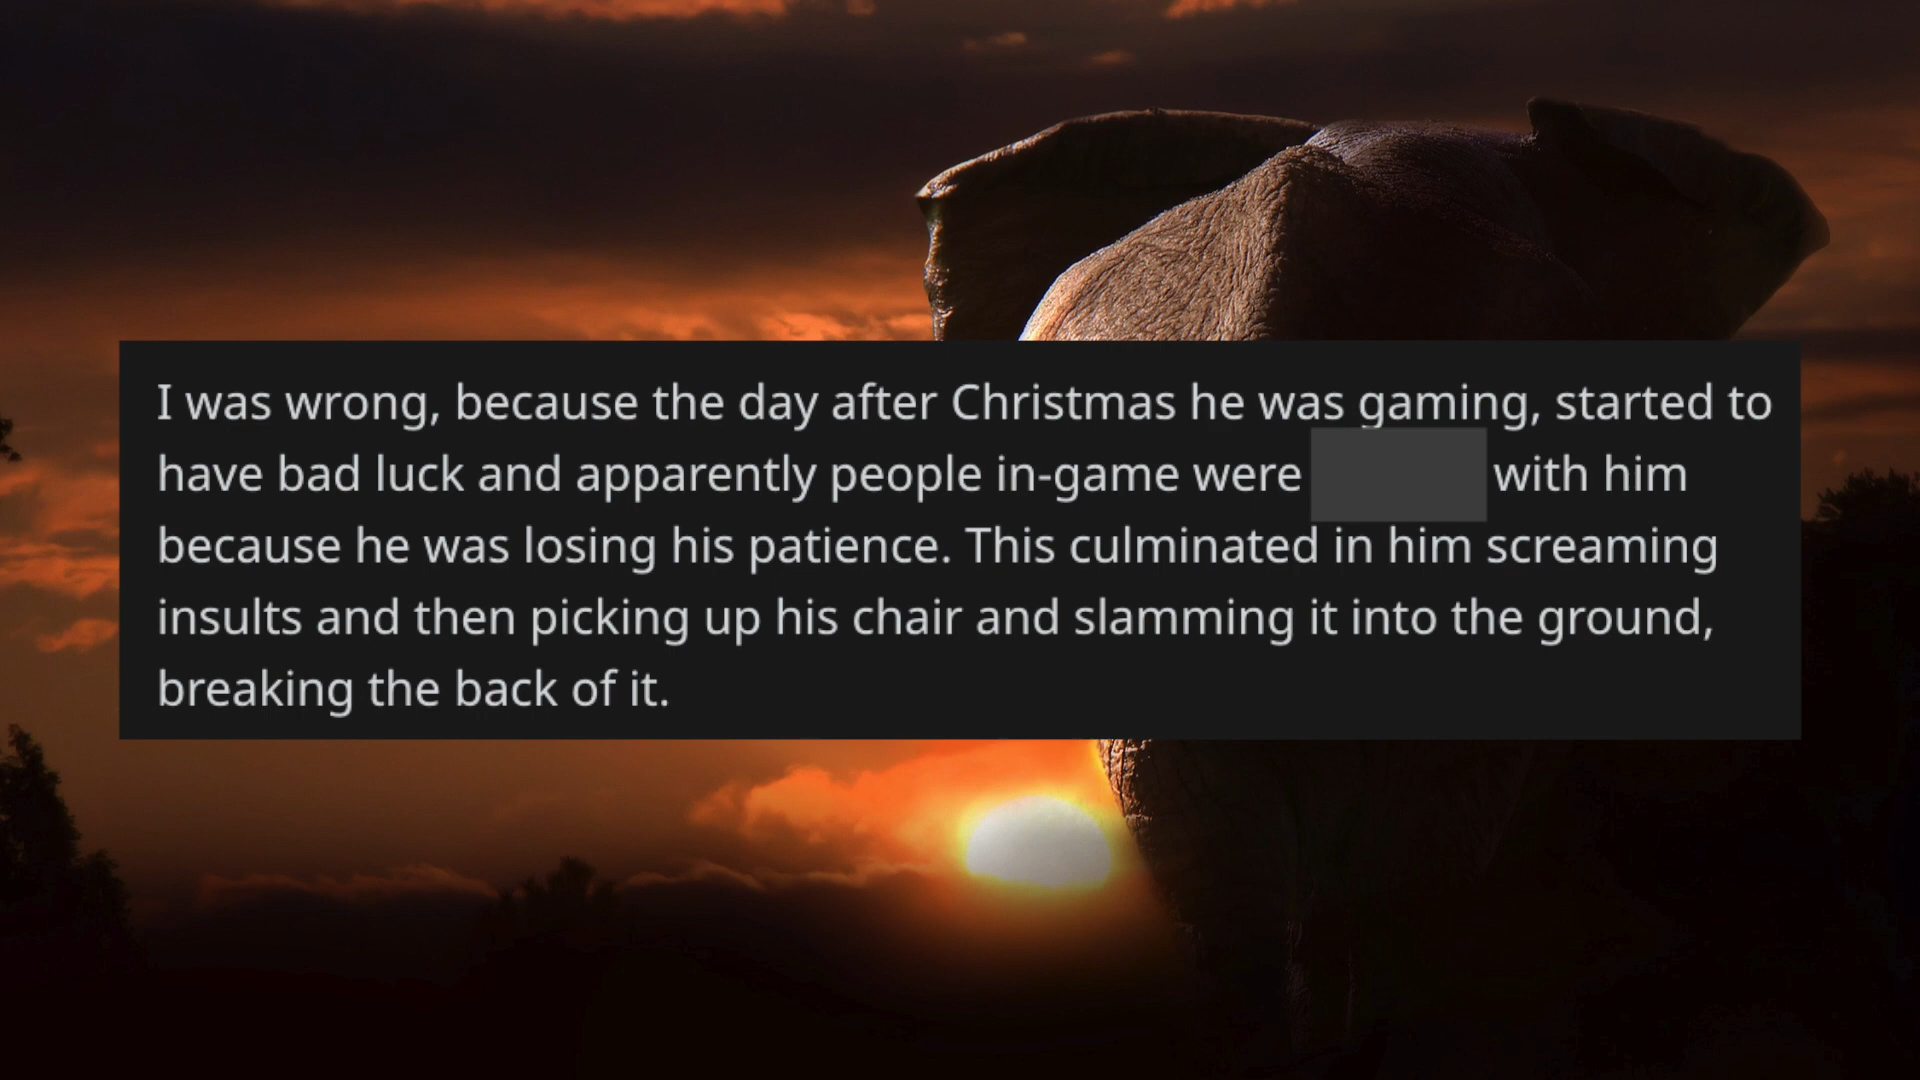 I was wrong, because the day after Christmas he was gaming, started to
have bad luck and apparently people in-game were with him
because he was losing his patience. This culminated in him screaming
insults and then picking up his chair and slamming it into the ground,
breaking the back of it.